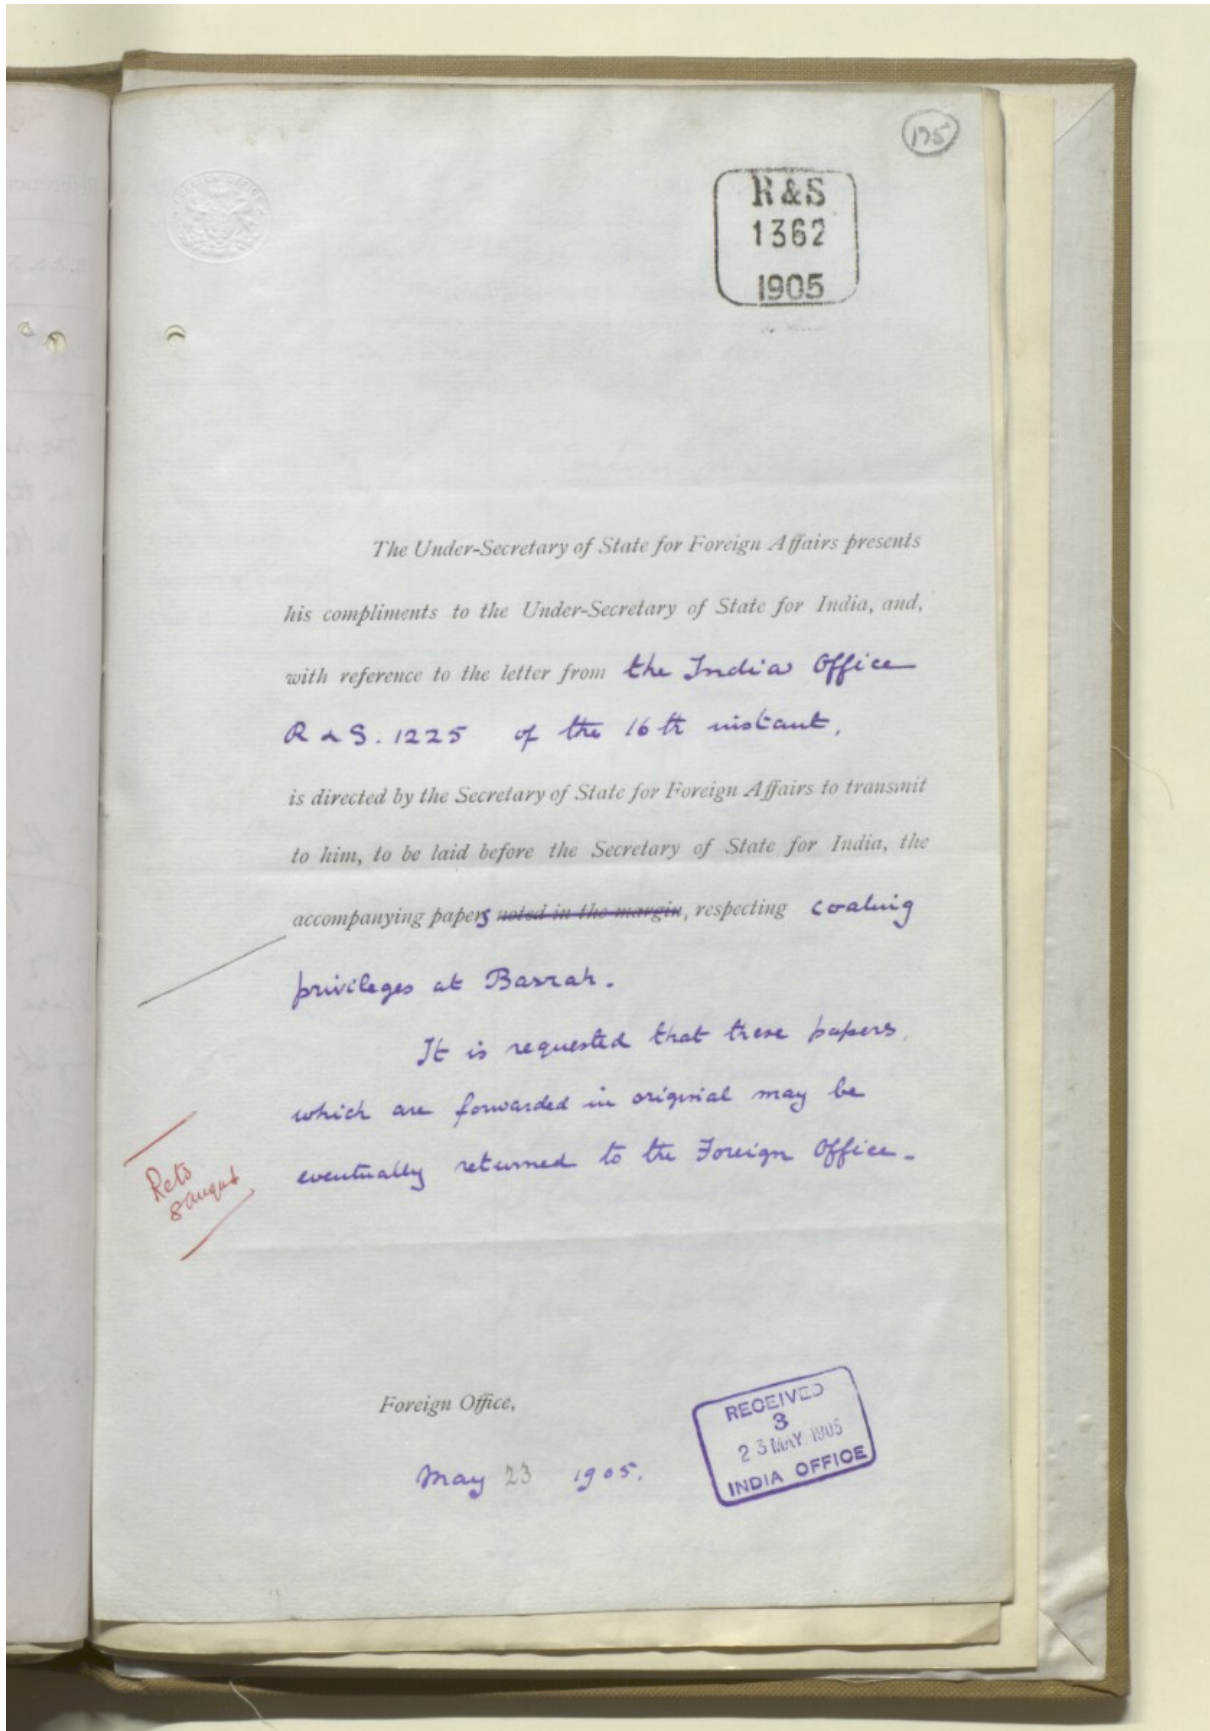 175
R&S
1362
1905
The Under-Secretary of State for Foreign Affairs presents
his compliments to the Under-Secretary of State for India, and,
with reference to the letter from the India Office
R & S. 1225 of the 16th instant,
is directed by the Secretary of State for Foreign Affairs to transmit
to him, to be laid before the Secretary of State for India, the
accompanying papers noted in the margin, respecting coaling
privileges at Basrah.
It is requested that these papers,
which are forwarded in original may be
eventually returned to the Foreign Office.
Retd
8 August
Foreign Office,
May 23 1905.
RECEIVED
3
23 MAY. 1905
INDIA OFFICE